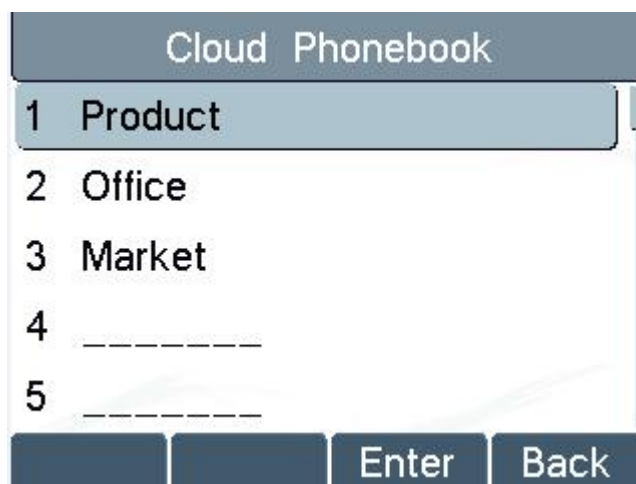 Cloud Phonebook
1 Product
2 Office
3 Market
4 _______
5 _______
Enter Back